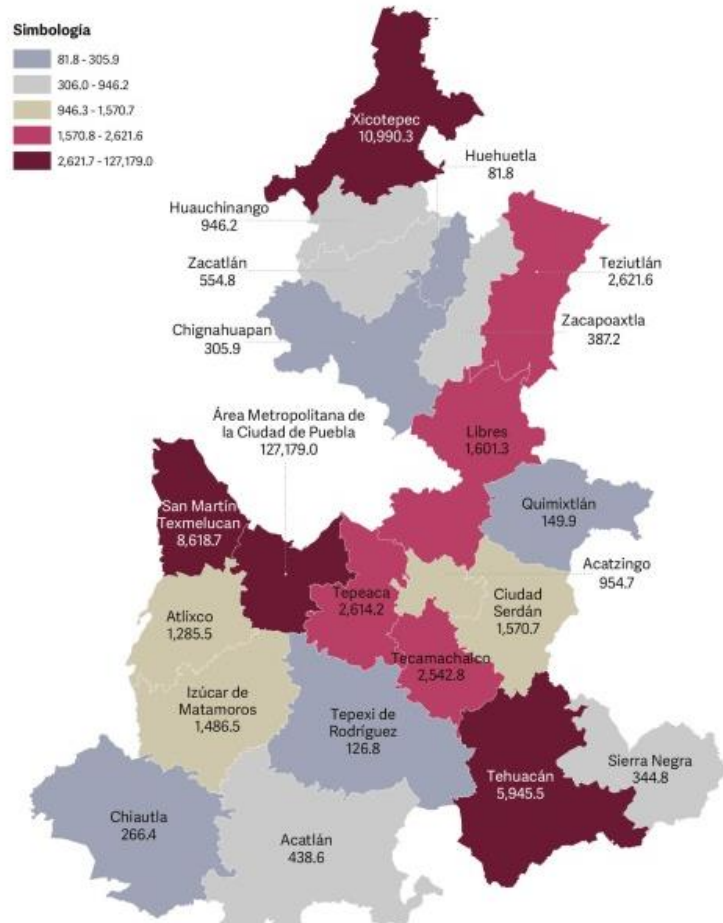 Simbología
81.8 - 305.9
306.0 - 946.2
946.3 - 1,570.7
1,570.8 - 2,621.6
2,621.7 - 127,179.0
Xicotepec
10,990.3
Huehuetla
81.8
Huauchinango
946.2
Zacatlán
554.8
Teziutlán
2,621.6
Chignahuapan
305.9
Zacapoaxtla
387.2
Área Metropolitana de
la Ciudad de Puebla
127,179.0
Libres
1,601.3
San Martín
Texmelucan
8,618.7
Quimixtlán
149.9
Acatzingo
954.7
Tepeaca
2,614.2
Ciudad
Serdán
1,570.7
Atlixco
1,285.5
Tecamachalco
2,542.8
Izúcar de
Matamoros
1,486.5
Tepexi de
Rodríguez
126.8
Tehuacán
5,945.5
Sierra Negra
344.8
Chiautla
266.4
Acatlán
438.6